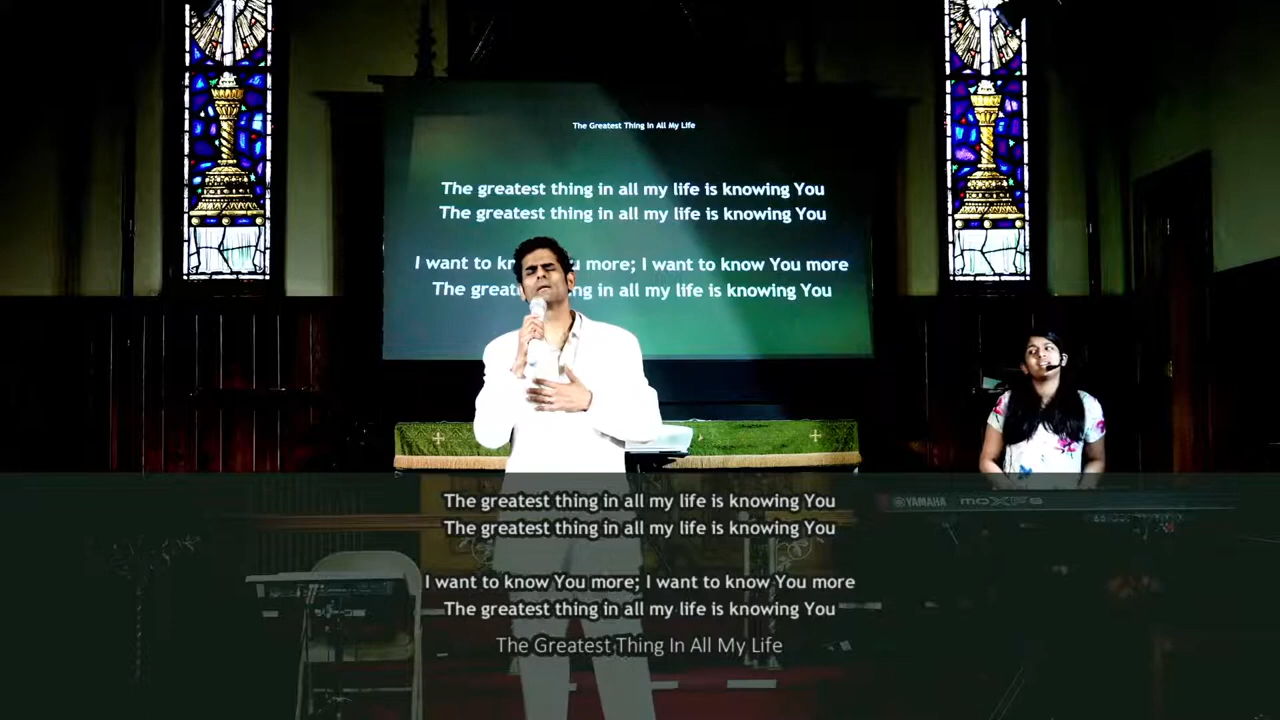 The Greatest Thing In All My Life
The greatest thing in all my life is knowing You
The greatest thing in all my life is knowing You
I want to kn u more; I want to know You more
The great ng in all my life is knowing You
YAMAHA MOXF8
The greatest thing in all my life is knowing You
The greatest thing in all my life is knowing You
I want to know You more; I want to know You more
The greatest thing in all my life is knowing You
The Greatest Thing In All My Life